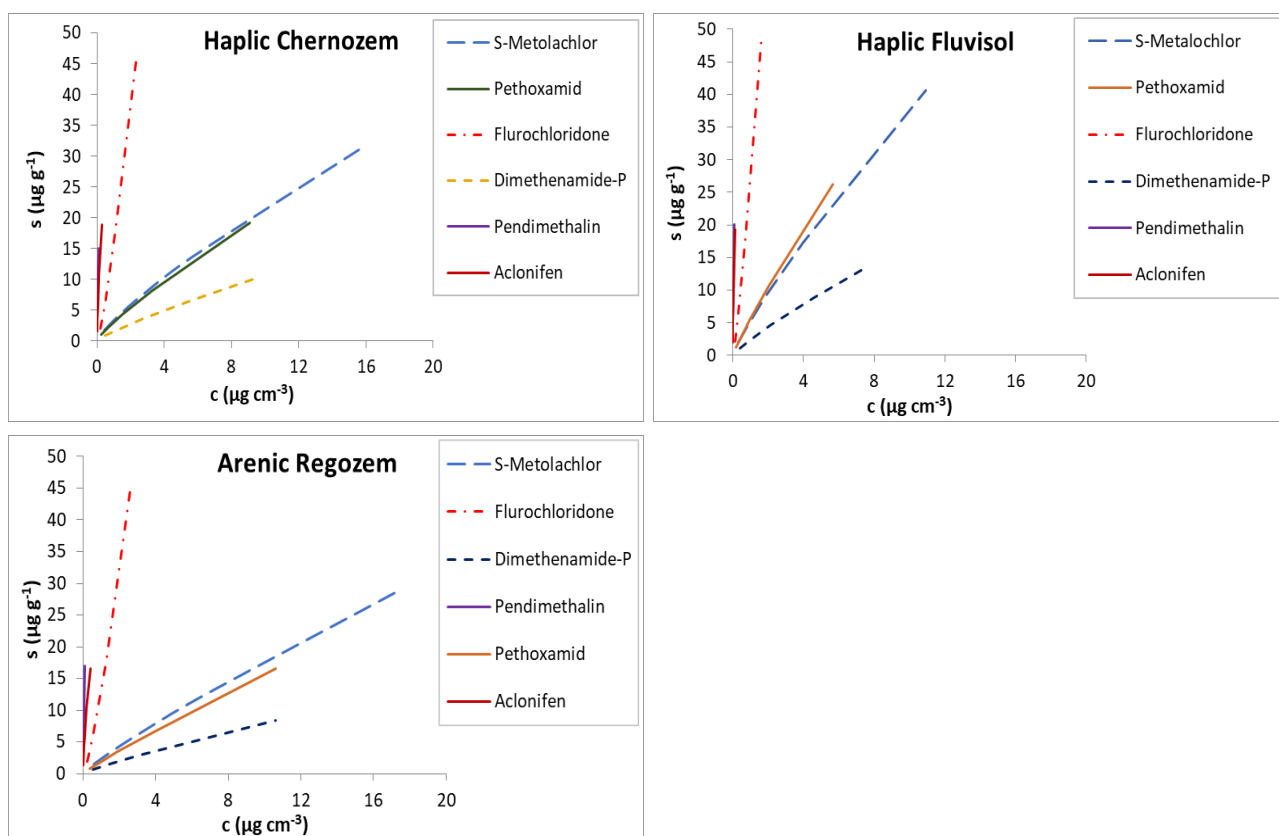 Haplic Chernozem
s (µg g⁻¹)
50
45
40
35
30
25
20
15
10
5
0
0 4 8 12 16 20
c (µg cm⁻³)
S-Metolachlor
Pethoxamid
Flurochloridone
Dimethenamide-P
Pendimethalin
Aclonifen
Haplic Fluvisol
s (µg g⁻¹)
50
45
40
35
30
25
20
15
10
5
0
0 4 8 12 16 20
c (µg cm⁻³)
S-Metalochlor
Pethoxamid
Flurochloridone
Dimethenamide-P
Pendimethalin
Aclonifen
Arenic Regozem
s (µg g⁻¹)
50
45
40
35
30
25
20
15
10
5
0
0 4 8 12 16 20
c (µg cm⁻³)
S-Metolachlor
Flurochloridone
Dimethenamide-P
Pendimethalin
Pethoxamid
Aclonifen